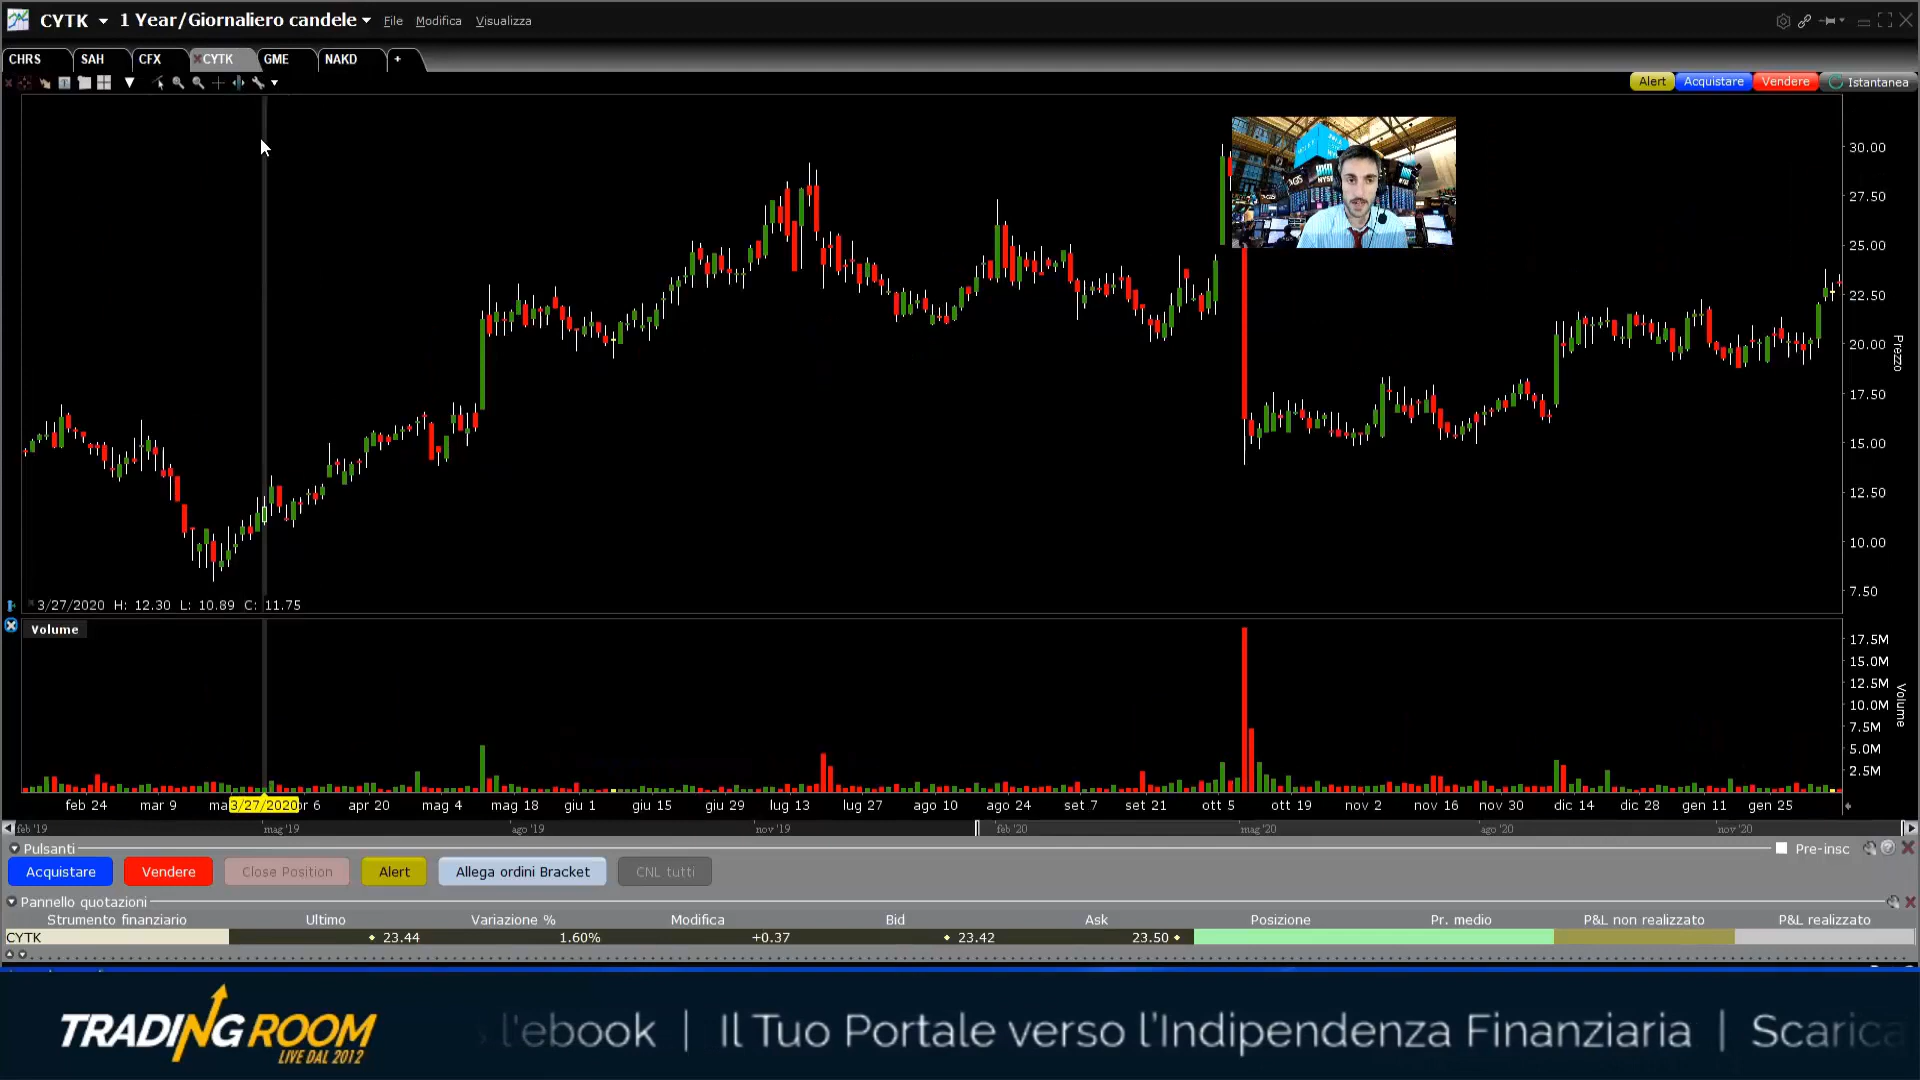 CYTK 1 Year/Giornaliero candele File Modifica Visualizza
CHRS SAH CFX CYTK GME NAKD +
Alert Acquistare Vendere Istantanea
30.00
27.50
25.00
22.50
20.00
17.50
15.00
12.50
10.00
7.50
Prezzo
3/27/2020 H: 12.30 L: 10.89 C: 11.75
Volume
17.5M
15.0M
12.5M
10.0M
7.5M
5.0M
2.5M
Volume
feb 24 mar 9 ma 3/27/2020 pr 6 apr 20 mag 4 mag 18 giu 1 giu 15 giu 29 lug 13 lug 27 ago 10 ago 24 set 7 set 21 ott 5 ott 19 nov 2 nov 16 nov 30 dic 14 dic 28 gen 11 gen 25
feb '19 mag '19 ago '19 nov '19 feb '20 mag '20 ago '20 nov '20
Pulsanti Pre-insc
Acquistare Vendere Close Position Alert Allega ordini Bracket CNL tutti
Pannello quotazioni
Strumento finanziario Ultimo Variazione % Modifica Bid Ask Posizione Pr. medio P&L non realizzato P&L realizzato
CYTK 23.44 1.60% +0.37 23.42 23.50
TRADING ROOM
LIVE DAL 2012
l'ebook | Il Tuo Portale verso l'Indipendenza Finanziaria | Scarica